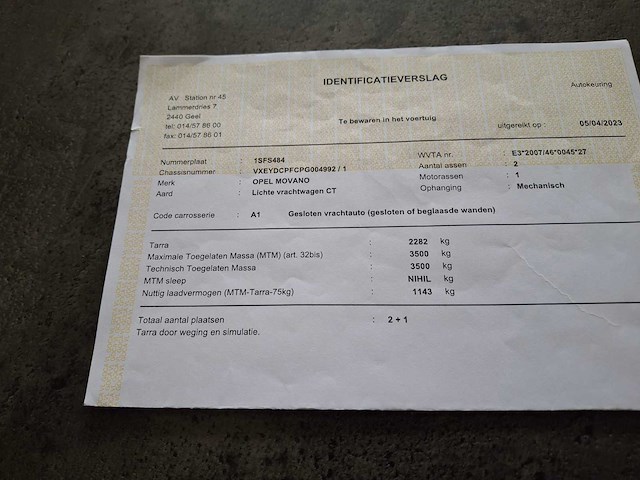 IDENTIFICATIEVERSLAG
Autokeuring
AV Station nr 45
Lammerdries 7
2440 Geel
tel: 014/57 86 00
fax: 014/57 86 01
Te bewaren in het voertuig
uitgereikt op : 05/04/2023
Nummerplaat : 1SFS484
Chassisnummer : VXEYDCPFCPG004992 / 1
Merk : OPEL MOVANO
Aard : Lichte vrachtwagen CT
WVTA nr. : E3*2007/46*0045*27
Aantal assen : 2
Motorassen : 1
Ophanging : Mechanisch
Code carrosserie : A1 Gesloten vrachtauto (gesloten of beglaasde wanden)
Tarra : 2282 kg
Maximale Toegelaten Massa (MTM) (art. 32bis) : 3500 kg
Technisch Toegelaten Massa : 3500 kg
MTM sleep : NIHIL kg
Nuttig laadvermogen (MTM-Tarra-75kg) : 1143 kg
Totaal aantal plaatsen : 2 + 1
Tarra door weging en simulatie.